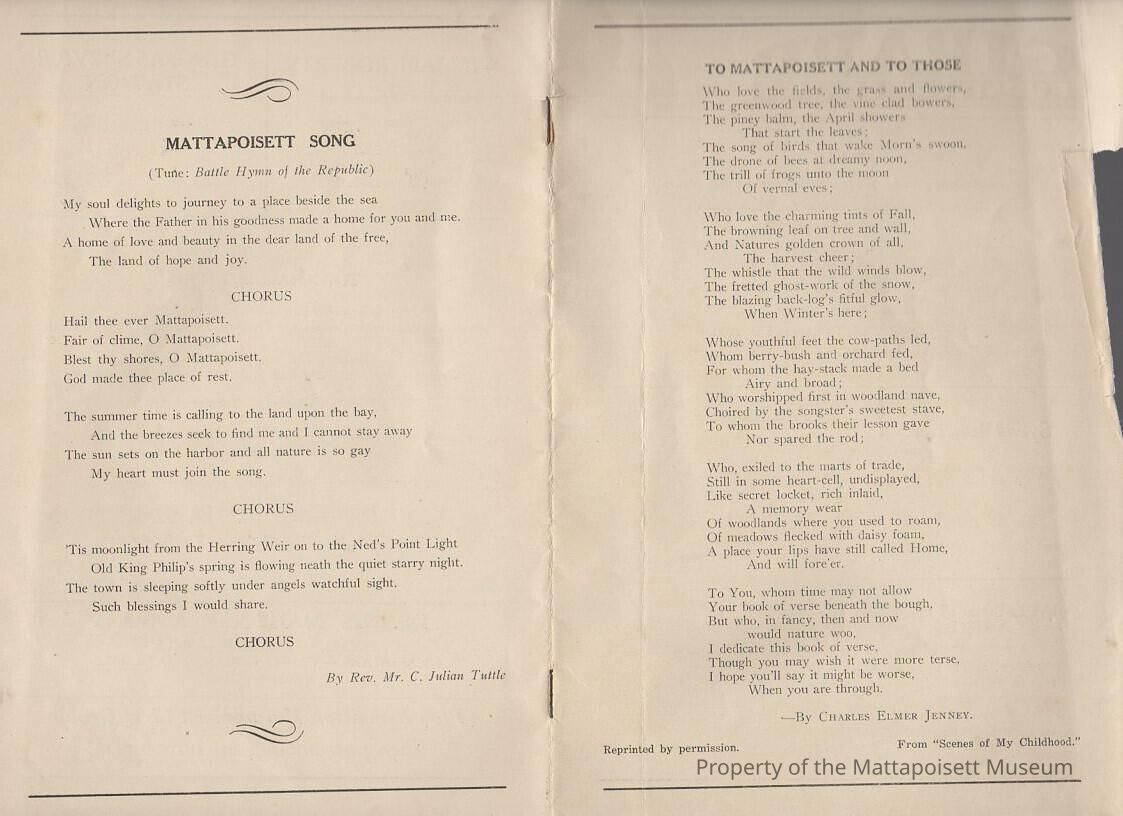 MATTAPOISETT SONG
(Tune: Battle Hymn of the Republic)
My soul delights to journey to a place beside the sea
Where the Father in his goodness made a home for you and me.
A home of love and beauty in the dear land of the free,
The land of hope and joy.
CHORUS
Hail thee ever Mattapoisett.
Fair of clime, O Mattapoisett.
Blest thy shores, O Mattapoisett.
God made thee place of rest.
The summer time is calling to the land upon the bay,
And the breezes seek to find me and I cannot stay away
The sun sets on the harbor and all nature is so gay
My heart must join the song.
CHORUS
'Tis moonlight from the Herring Weir on to the Ned's Point Light
Old King Philip's spring is flowing neath the quiet starry night.
The town is sleeping softly under angels watchful sight.
Such blessings I would share.
CHORUS
By Rev. Mr. C. Julian Tuttle
TO MATTAPOISETT AND TO THOSE
Who love the fields, the grass and flowers,
The greenwood tree, the vine clad bowers,
The piney balm, the April showers
That start the leaves;
The song of birds that wake Morn's swoon,
The drone of bees at dreamy noon,
The trill of frogs unto the moon
Of vernal eves;
Who love the charming tints of Fall,
The browning leaf on tree and wall,
And Natures golden crown of all,
The harvest cheer;
The whistle that the wild winds blow,
The fretted ghost-work of the snow,
The blazing back-log's fitful glow,
When Winter's here;
Whose youthful feet the cow-paths led,
Whom berry-bush and orchard fed,
For whom the hay-stack made a bed
Airy and broad;
Who worshipped first in woodland nave,
Choired by the songster's sweetest stave,
To whom the brooks their lesson gave
Nor spared the rod;
Who, exiled to the marts of trade,
Still in some heart-cell, undisplayed,
Like secret locket, rich inlaid,
A memory wear
Of woodlands where you used to roam,
Of meadows flecked with daisy foam,
A place your lips have still called Home,
And will fore'er.
To You, whom time may not allow
Your book of verse beneath the bough,
But who, in fancy, then and now
would nature woo,
I dedicate this book of verse,
Though you may wish it were more terse,
I hope you'll say it might be worse,
When you are through.
—By CHARLES ELMER JENNEY.
Reprinted by permission.
From "Scenes of My Childhood."
Property of the Mattapoisett Museum